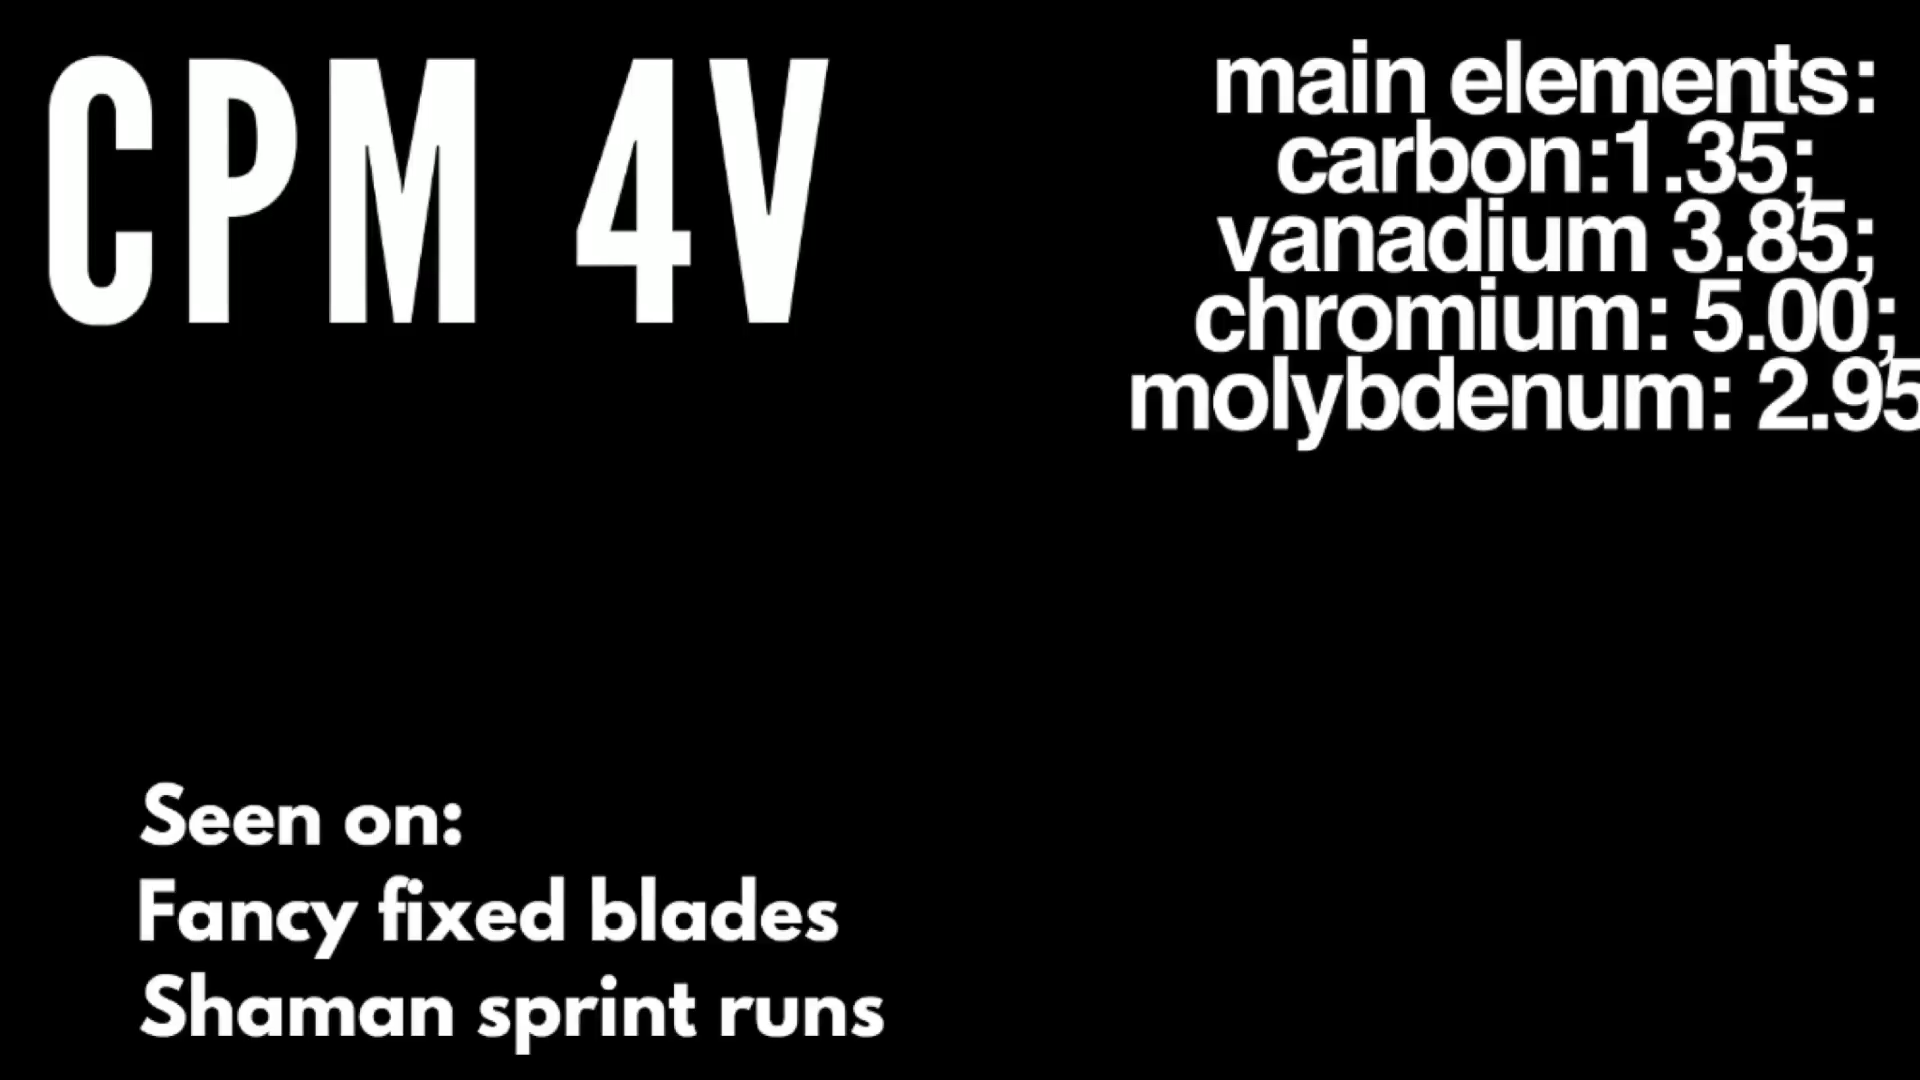 CPM 4V
main elements:
carbon:1.35;
vanadium 3.85;
chromium: 5.00;
molybdenum: 2.95
Seen on:
Fancy fixed blades
Shaman sprint runs